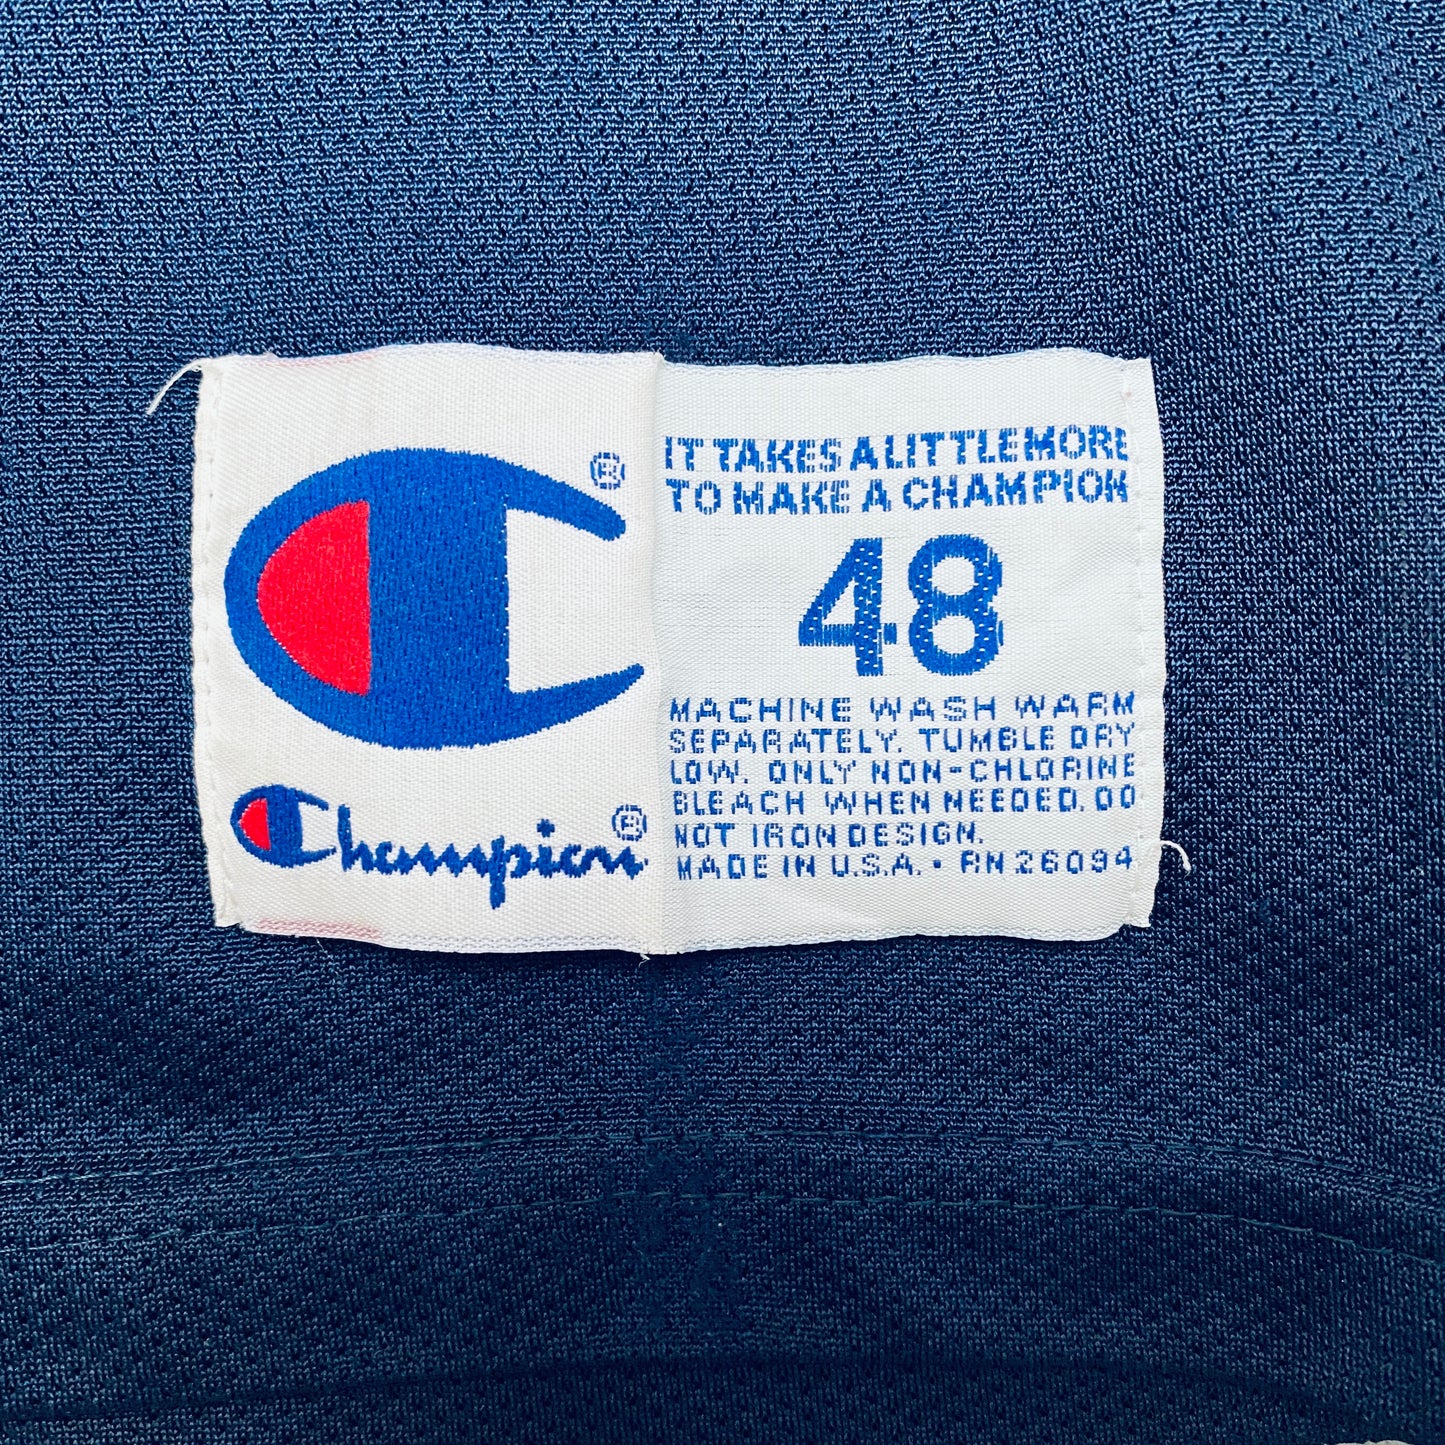 ®
Champion®
IT TAKES A LITTLE MORE
TO MAKE A CHAMPION
48
MACHINE WASH WARM
SEPARATELY. TUMBLE DRY
LOW. ONLY NON-CHLORINE
BLEACH WHEN NEEDED. DO
NOT IRON DESIGN.
MADE IN U.S.A. • RN 26094